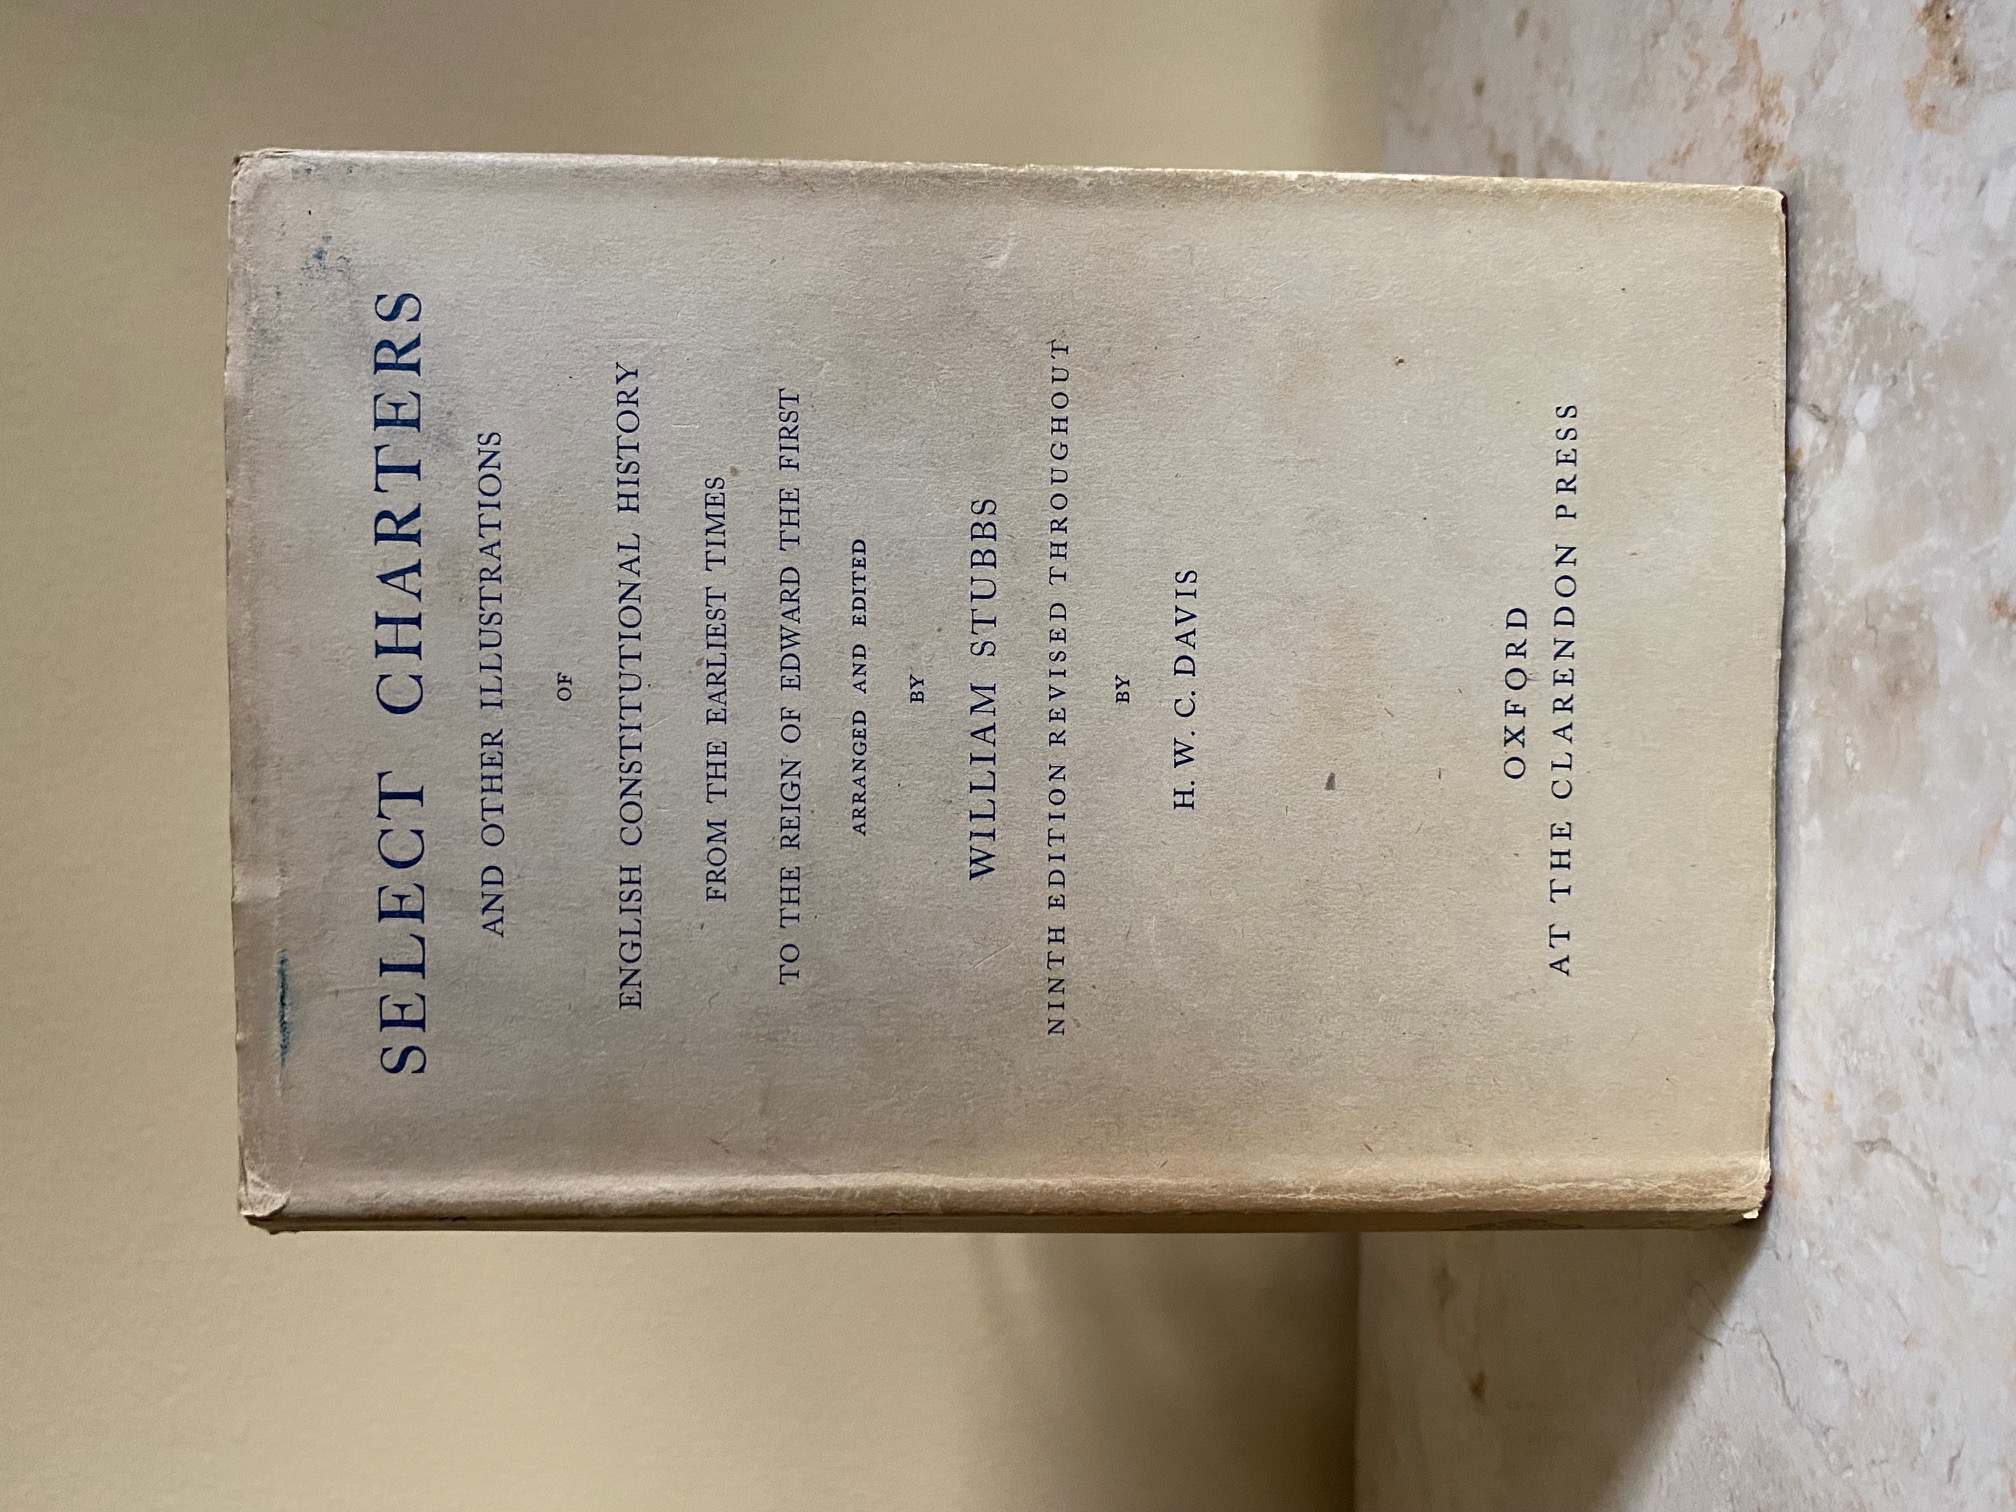 SELECT CHARTERS
AND OTHER ILLUSTRATIONS
OF
ENGLISH CONSTITUTIONAL HISTORY
FROM THE EARLIEST TIMES
TO THE REIGN OF EDWARD THE FIRST
ARRANGED AND EDITED
BY
WILLIAM STUBBS
NINTH EDITION REVISED THROUGHOUT
BY
H. W. C. DAVIS
OXFORD
AT THE CLARENDON PRESS